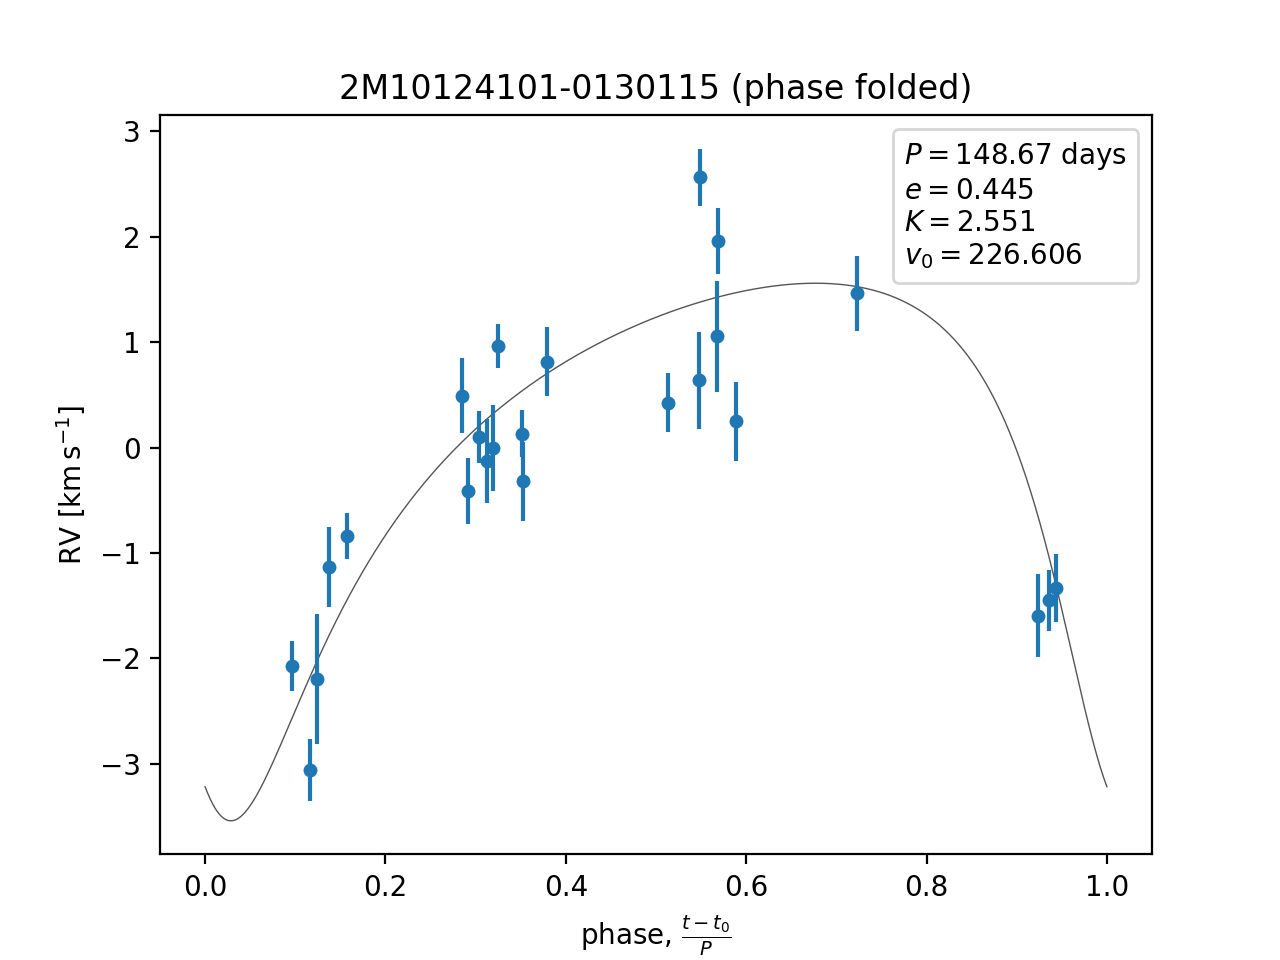 2M10124101-0130115 (phase folded)
P = 148.67 days
e = 0.445
K = 2.551
v₀ = 226.606
RV [km s⁻¹]
3
2
1
0
−1
−2
−3
0.0 0.2 0.4 0.6 0.8 1.0
phase, (t − t₀)/P